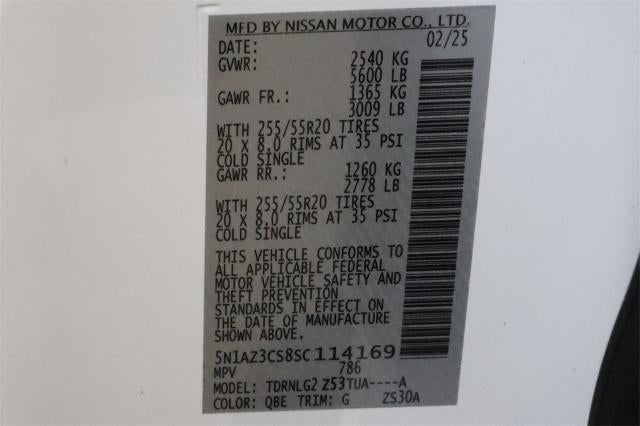 MFD BY NISSAN MOTOR CO., LTD.
DATE: 02/25
GVWR: 2540 KG
5600 LB
GAWR FR.: 1365 KG
3009 LB
WITH 255/55R20 TIRES
20 X 8.0 RIMS AT 35 PSI
COLD SINGLE
GAWR RR.: 1260 KG
2778 LB
WITH 255/55R20 TIRES
20 X 8.0 RIMS AT 35 PSI
COLD SINGLE
THIS VEHICLE CONFORMS TO
ALL APPLICABLE FEDERAL
MOTOR VEHICLE SAFETY AND
THEFT PREVENTION
STANDARDS IN EFFECT ON
THE DATE OF MANUFACTURE
SHOWN ABOVE.
5N1AZ3CS8SC114169
MPV 786
MODEL: TDRNLG2 Z53TUA----A
COLOR: QBE TRIM: G ZS30A